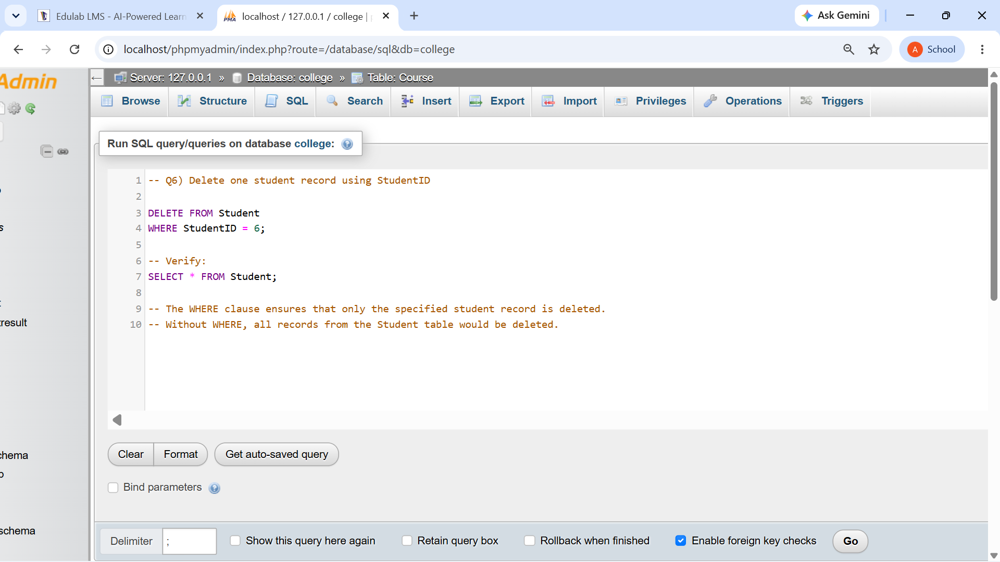 Edulab LMS - AI-Powered Learn
localhost / 127.0.0.1 / college |
Ask Gemini
localhost/phpmyadmin/index.php?route=/database/sql&db=college
A School
Admin
Server: 127.0.0.1 » Database: college » Table: Course
Browse Structure SQL Search Insert Export Import Privileges Operations Triggers
Run SQL query/queries on database college:
1 -- Q6) Delete one student record using StudentID
2
3 DELETE FROM Student
4 WHERE StudentID = 6;
5
6 -- Verify:
7 SELECT * FROM Student;
8
9 -- The WHERE clause ensures that only the specified student record is deleted.
10 -- Without WHERE, all records from the Student table would be deleted.
s
result
hema
schema
Clear Format Get auto-saved query
Bind parameters
Delimiter ; Show this query here again Retain query box Rollback when finished Enable foreign key checks Go